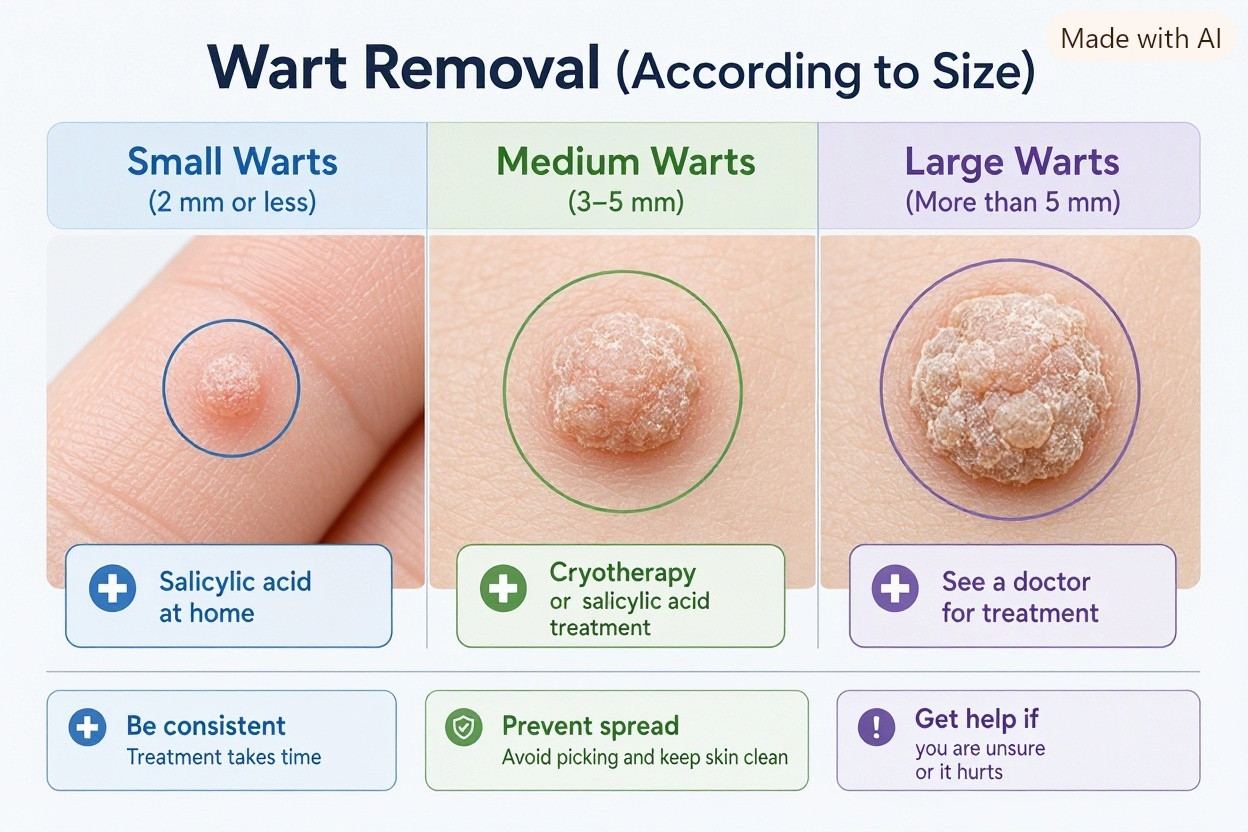 Made with AI
Wart Removal (According to Size)
Small Warts
(2 mm or less)
Medium Warts
(3–5 mm)
Large Warts
(More than 5 mm)
Salicylic acid
at home
Cryotherapy
or salicylic acid
treatment
See a doctor
for treatment
Be consistent
Treatment takes time
Prevent spread
Avoid picking and keep skin clean
Get help if
you are unsure
or it hurts